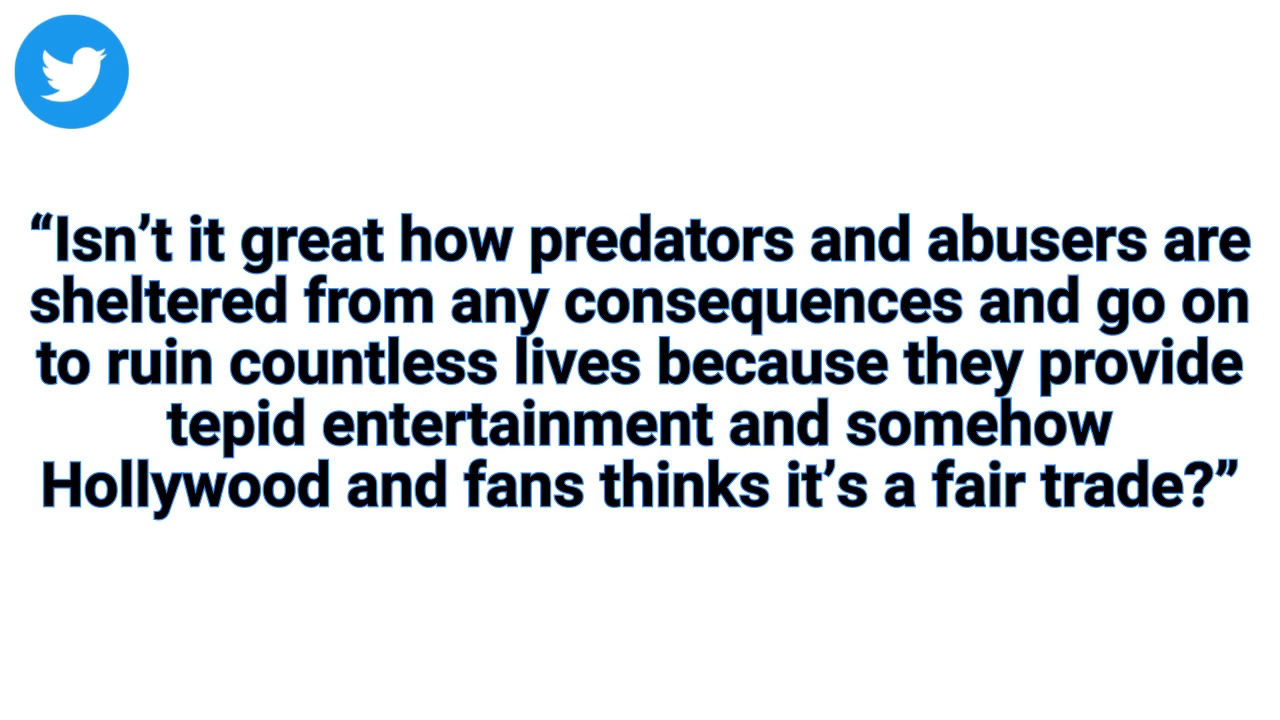 “Isn’t it great how predators and abusers are
sheltered from any consequences and go on
to ruin countless lives because they provide
tepid entertainment and somehow
Hollywood and fans thinks it’s a fair trade?”